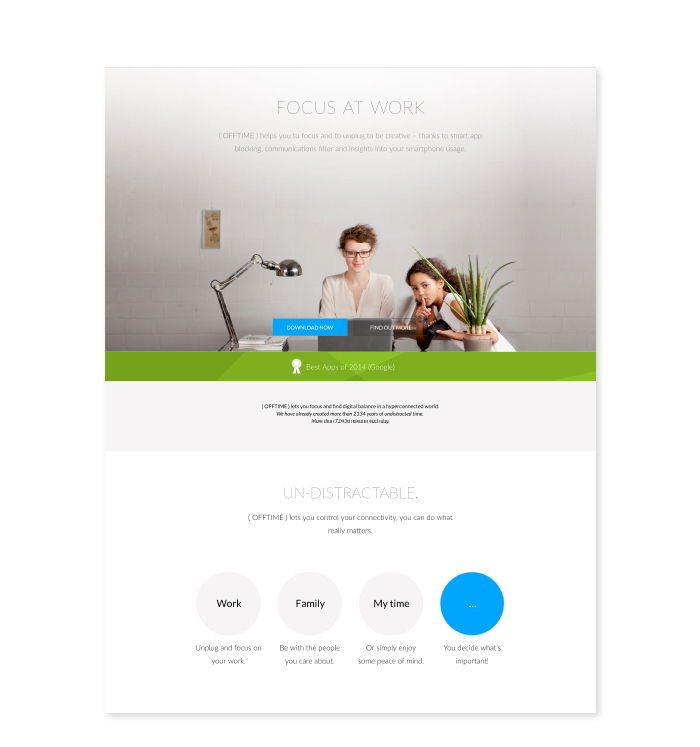 FOCUS AT WORK
( OFFTIME ) helps you to focus and to unplug to be creative – thanks to smart app
blocking, communications filter and insights into your smartphone usage.
DOWNLOAD NOW
FIND OUT MORE
Best Apps of 2014 (Google)
( OFFTIME ) lets you focus and find digital balance in a hyperconnected world.
We have already created more than 2334 years of undistracted time.
More than 72436 minutes each day.
UN-DISTRACTABLE.
( OFFTIME ) lets you control your connectivity, you can do what
really matters.
Work
Family
My time
...
Unplug and focus on
your work.
Be with the people
you care about.
Or simply enjoy
some peace of mind.
You decide what's
important!